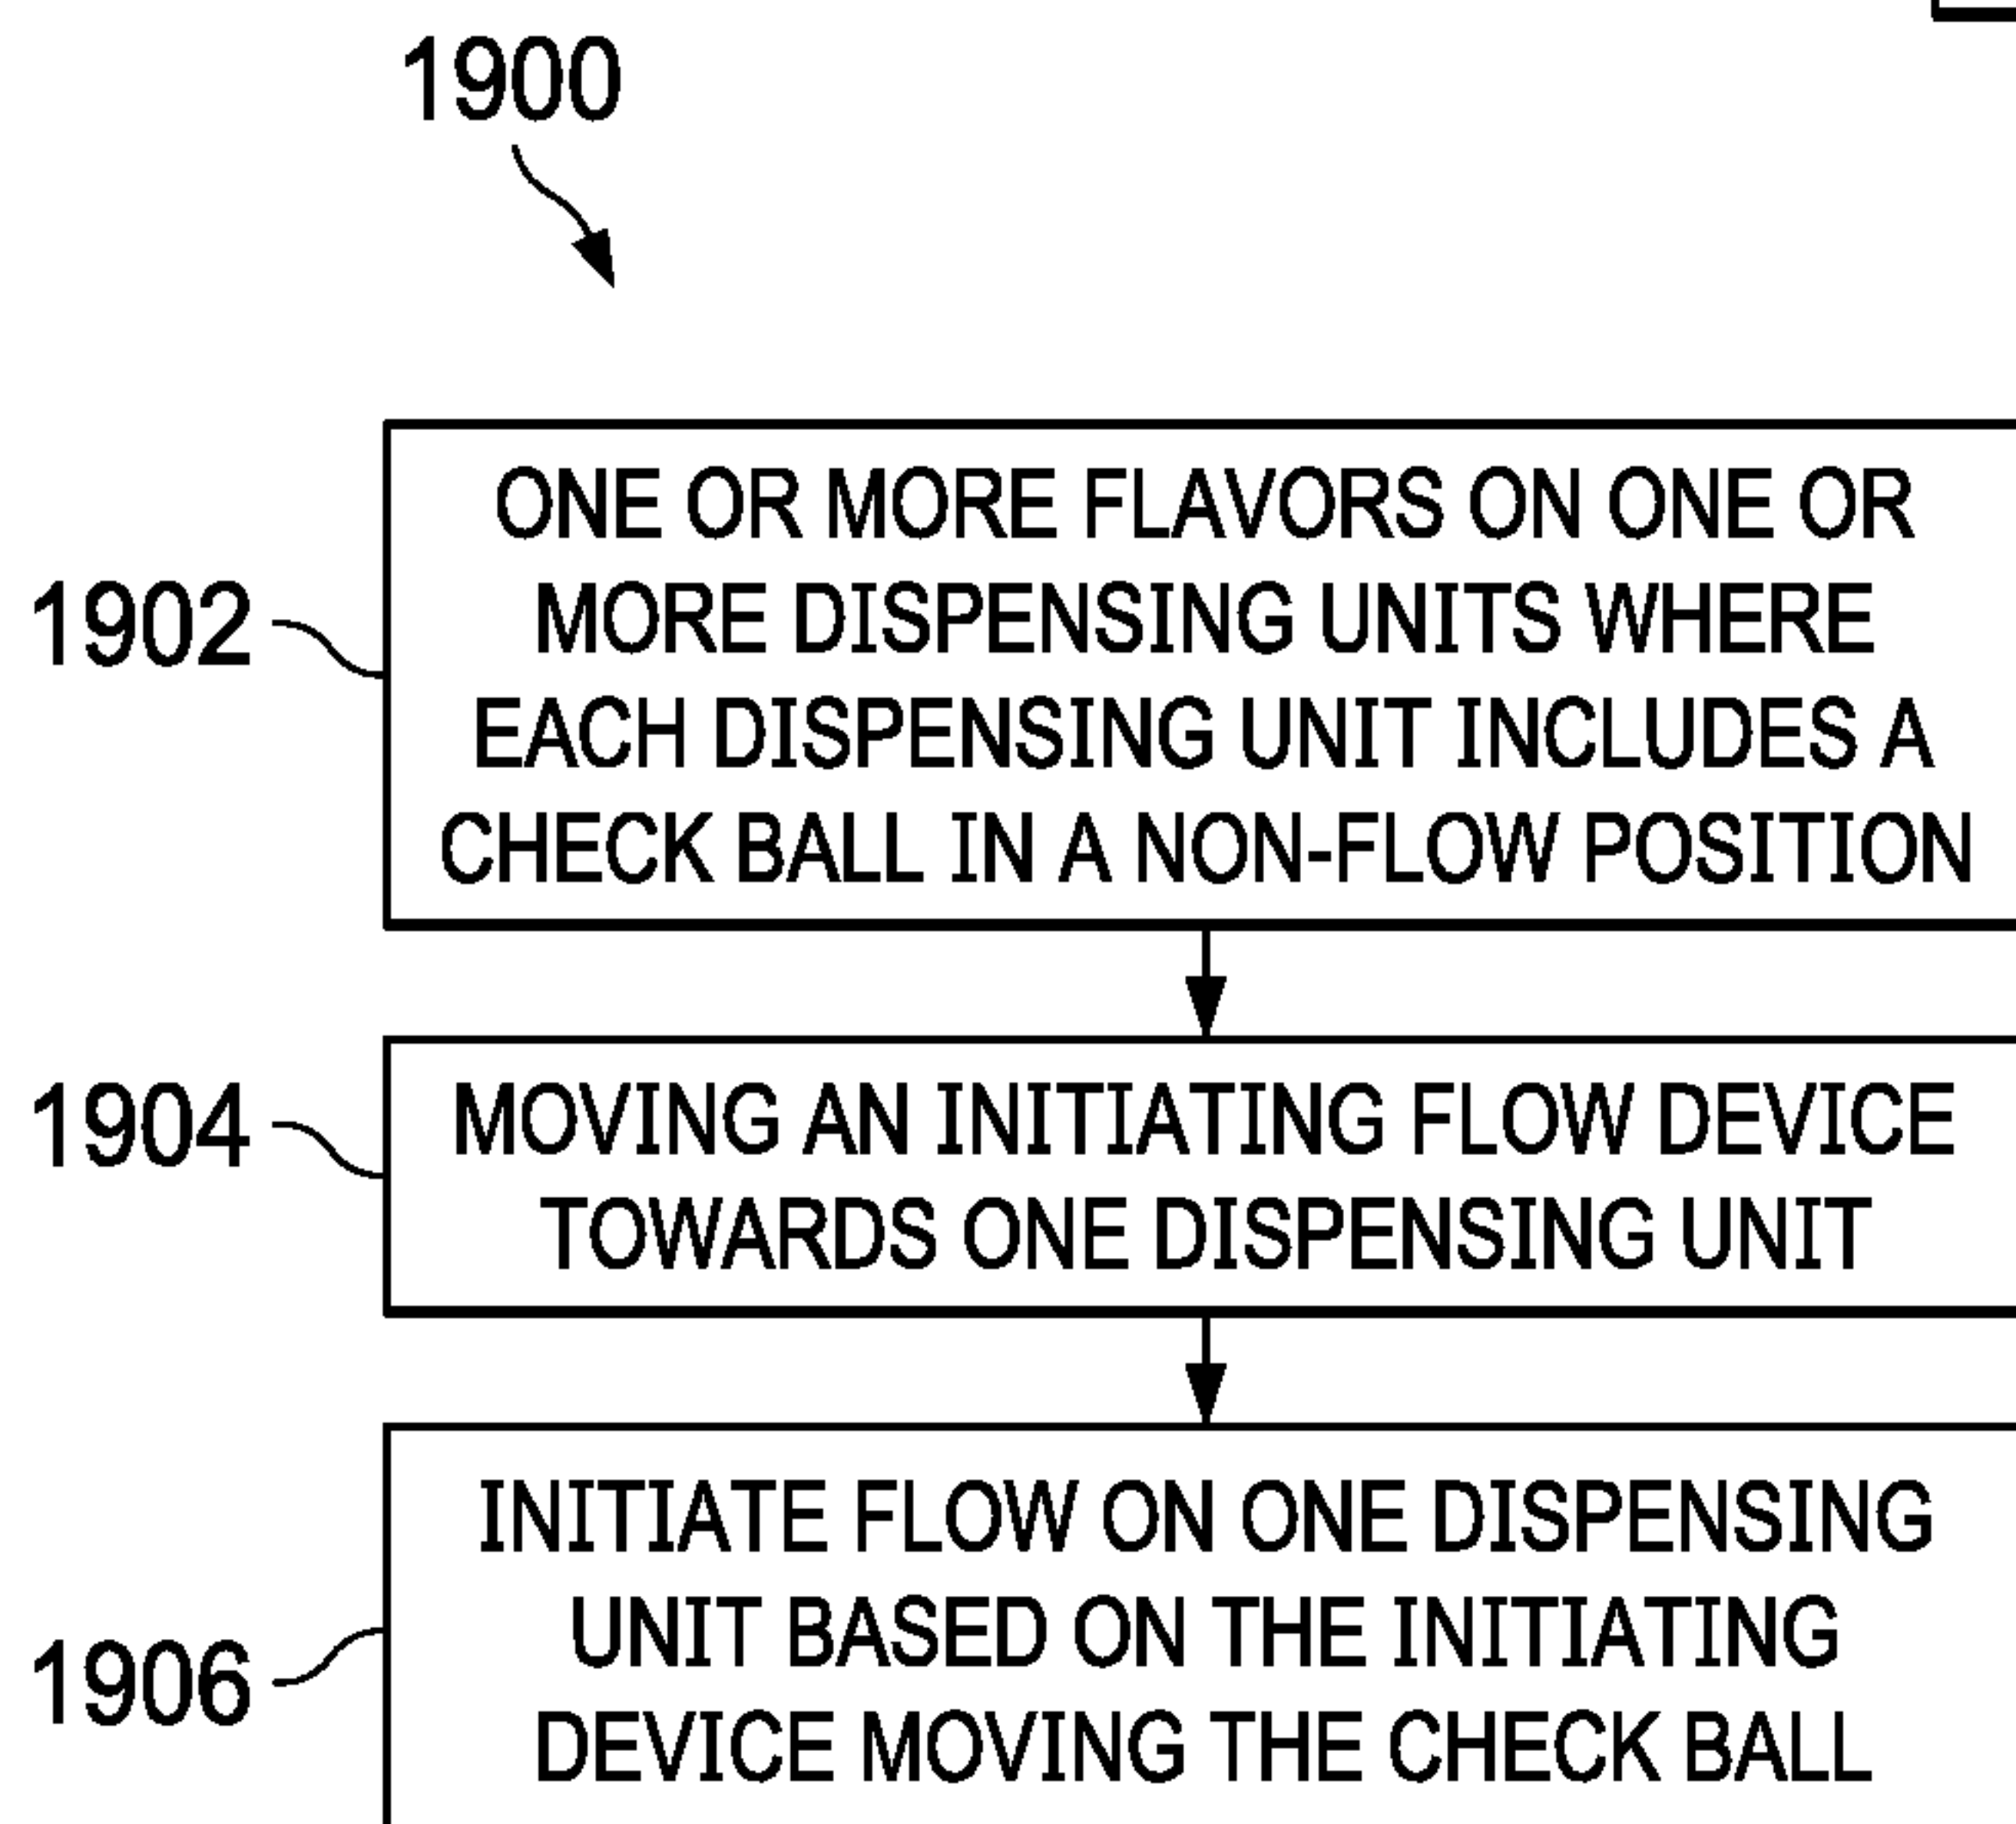 1900
1902
ONE OR MORE FLAVORS ON ONE OR
MORE DISPENSING UNITS WHERE
EACH DISPENSING UNIT INCLUDES A
CHECK BALL IN A NON-FLOW POSITION
1904
MOVING AN INITIATING FLOW DEVICE
TOWARDS ONE DISPENSING UNIT
1906
INITIATE FLOW ON ONE DISPENSING
UNIT BASED ON THE INITIATING
DEVICE MOVING THE CHECK BALL